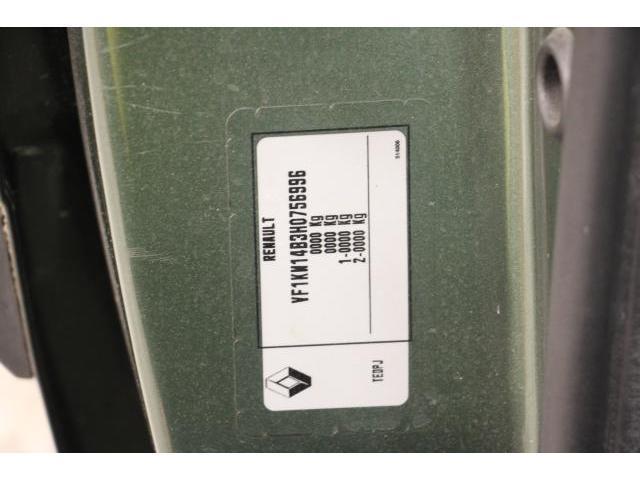 RENAULT
VF1KW14B3H0756996
0000 Kg
0000 Kg
1-0000 Kg
2-0000 Kg
TEDPJ